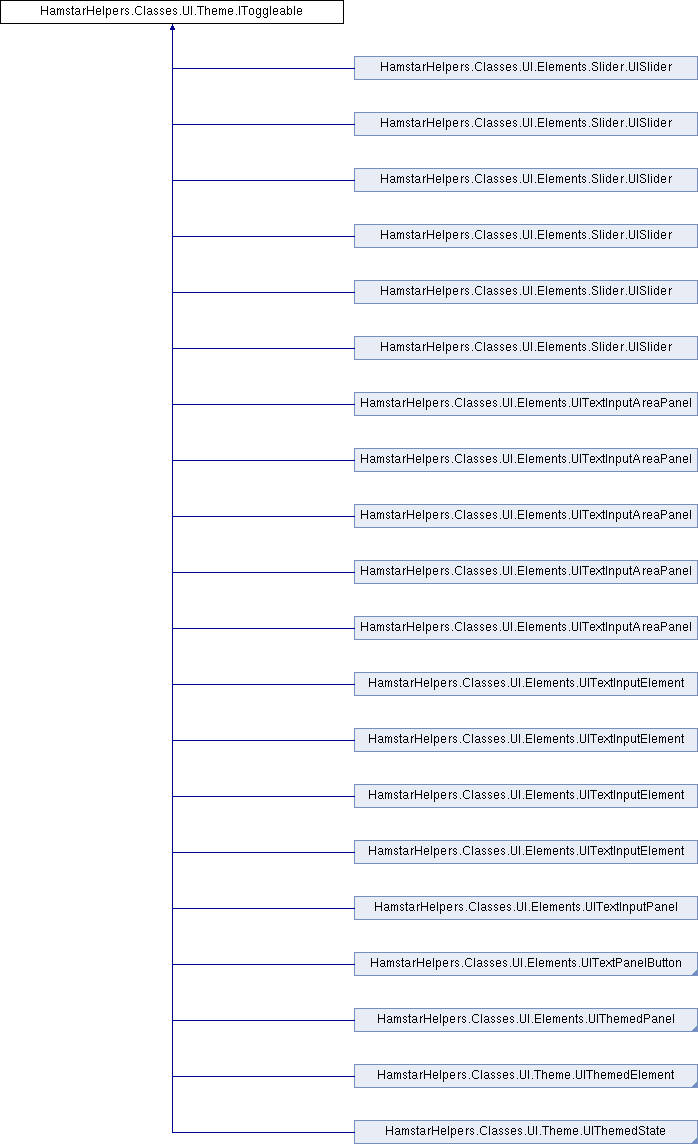 HamstarHelpers.Classes.UI.Theme.IToggleable
HamstarHelpers.Classes.UI.Elements.Slider.UISlider
HamstarHelpers.Classes.UI.Elements.Slider.UISlider
HamstarHelpers.Classes.UI.Elements.Slider.UISlider
HamstarHelpers.Classes.UI.Elements.Slider.UISlider
HamstarHelpers.Classes.UI.Elements.Slider.UISlider
HamstarHelpers.Classes.UI.Elements.Slider.UISlider
HamstarHelpers.Classes.UI.Elements.UITextInputAreaPanel
HamstarHelpers.Classes.UI.Elements.UITextInputAreaPanel
HamstarHelpers.Classes.UI.Elements.UITextInputAreaPanel
HamstarHelpers.Classes.UI.Elements.UITextInputAreaPanel
HamstarHelpers.Classes.UI.Elements.UITextInputAreaPanel
HamstarHelpers.Classes.UI.Elements.UITextInputElement
HamstarHelpers.Classes.UI.Elements.UITextInputElement
HamstarHelpers.Classes.UI.Elements.UITextInputElement
HamstarHelpers.Classes.UI.Elements.UITextInputElement
HamstarHelpers.Classes.UI.Elements.UITextInputPanel
HamstarHelpers.Classes.UI.Elements.UITextPanelButton
HamstarHelpers.Classes.UI.Elements.UIThemedPanel
HamstarHelpers.Classes.UI.Theme.UIThemedElement
HamstarHelpers.Classes.UI.Theme.UIThemedState